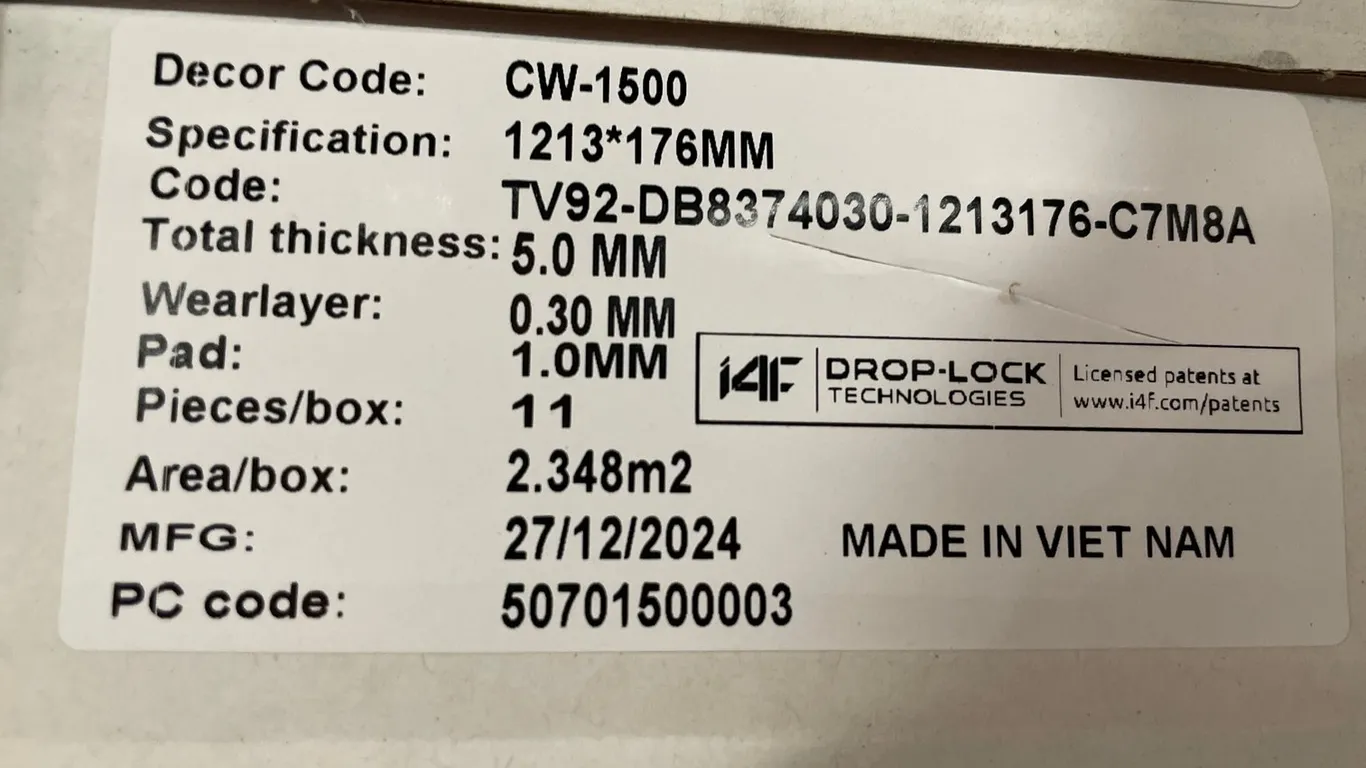 Decor Code: CW-1500
Specification: 1213*176MM
Code: TV92-DB8374030-1213176-C7M8A
Total thickness: 5.0 MM
Wearlayer: 0.30 MM
Pad: 1.0MM
Pieces/box: 11
i4F DROP-LOCK TECHNOLOGIES
Licensed patents at
www.i4f.com/patents
Area/box: 2.348m2
MFG: 27/12/2024 MADE IN VIET NAM
PC code: 50701500003